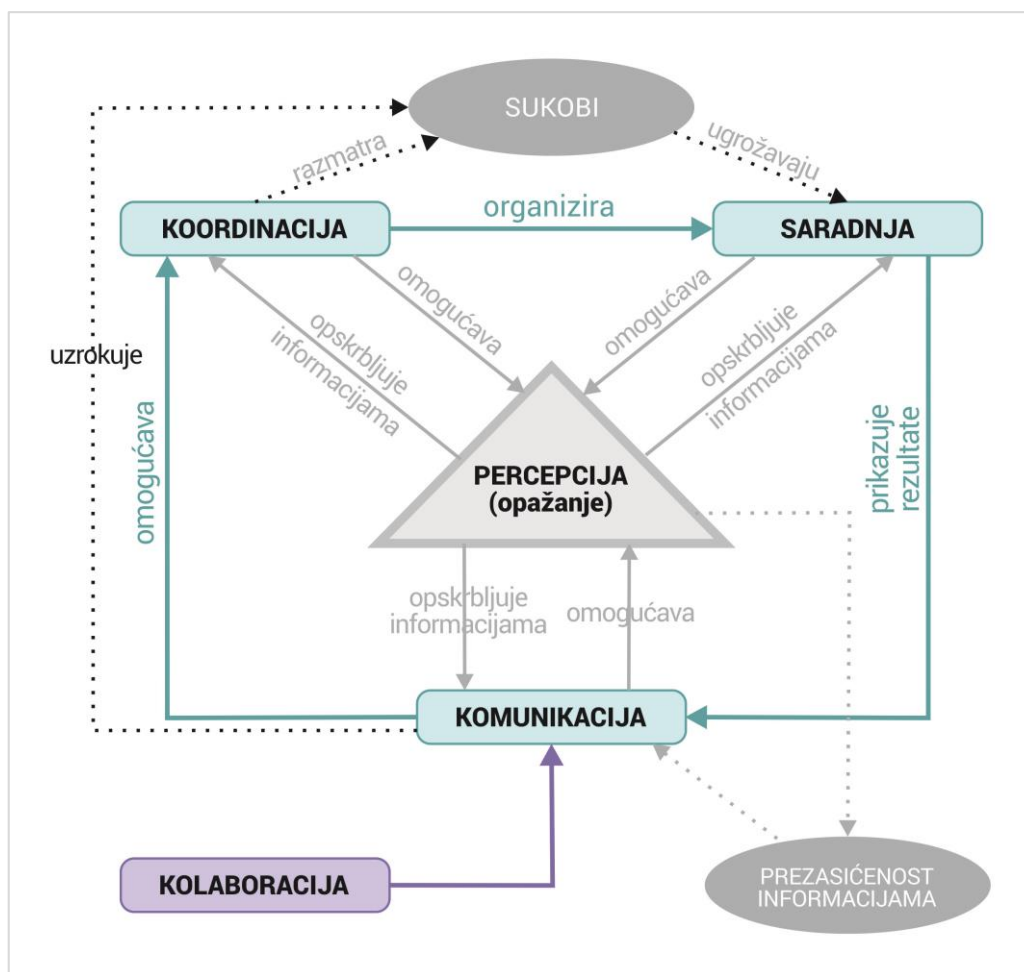 SUKOBI
razmatra
ugrožavaju
organizira
KOORDINACIJA
SARADNJA
omogućava
omogućava
opskrbljuje
informacijama
opskrbljuje
informacijama
uzrokuje
omogućava
PERCEPCIJA
(opažanje)
prikazuje
rezultate
opskrbljuje
informacijama
omogućava
KOMUNIKACIJA
KOLABORACIJA
PREZASIĆENOST
INFORMACIJAMA